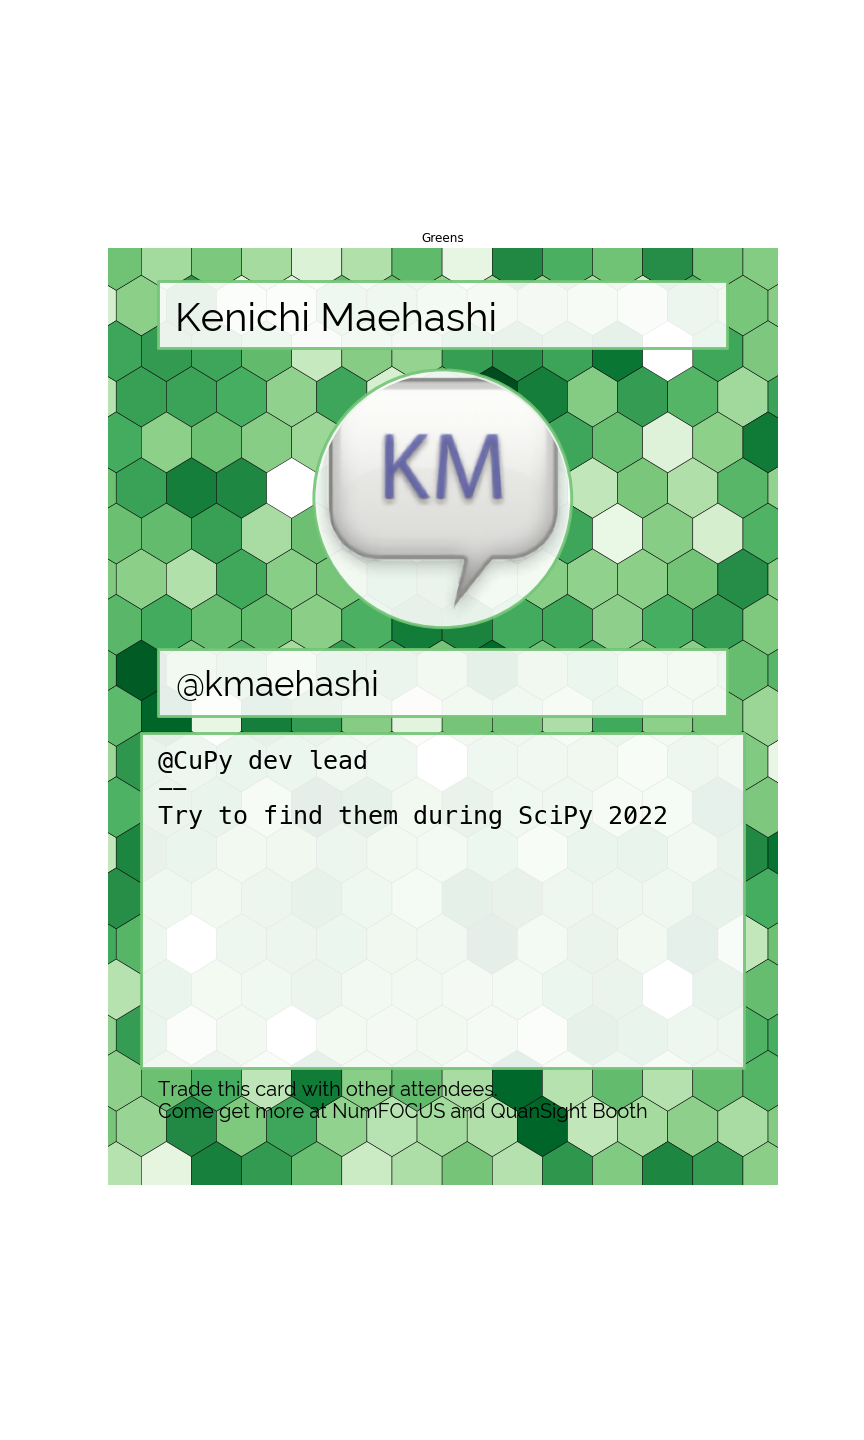 Greens
Kenichi Maehashi
KM
@kmaehashi
@CuPy dev lead
——
Try to find them during SciPy 2022
Trade this card with other attendees.
Come get more at NumFOCUS and QuanSight Booth